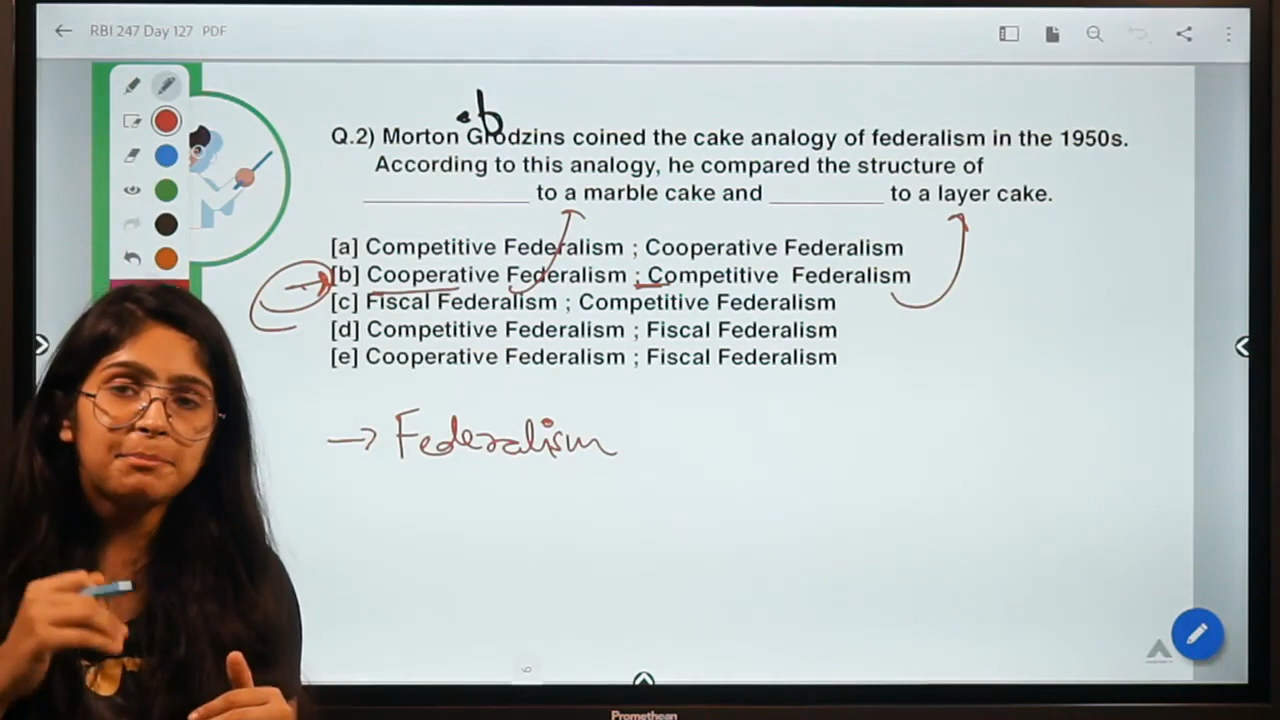 RBI 247 Day 127 PDF
.b
Q.2) Morton Grodzins coined the cake analogy of federalism in the 1950s.
According to this analogy, he compared the structure of
____________ to a marble cake and ________ to a layer cake.
[a] Competitive Federalism ; Cooperative Federalism
[b] Cooperative Federalism ; Competitive Federalism
[c] Fiscal Federalism ; Competitive Federalism
[d] Competitive Federalism ; Fiscal Federalism
[e] Cooperative Federalism ; Fiscal Federalism
→ Federalism
Promethean